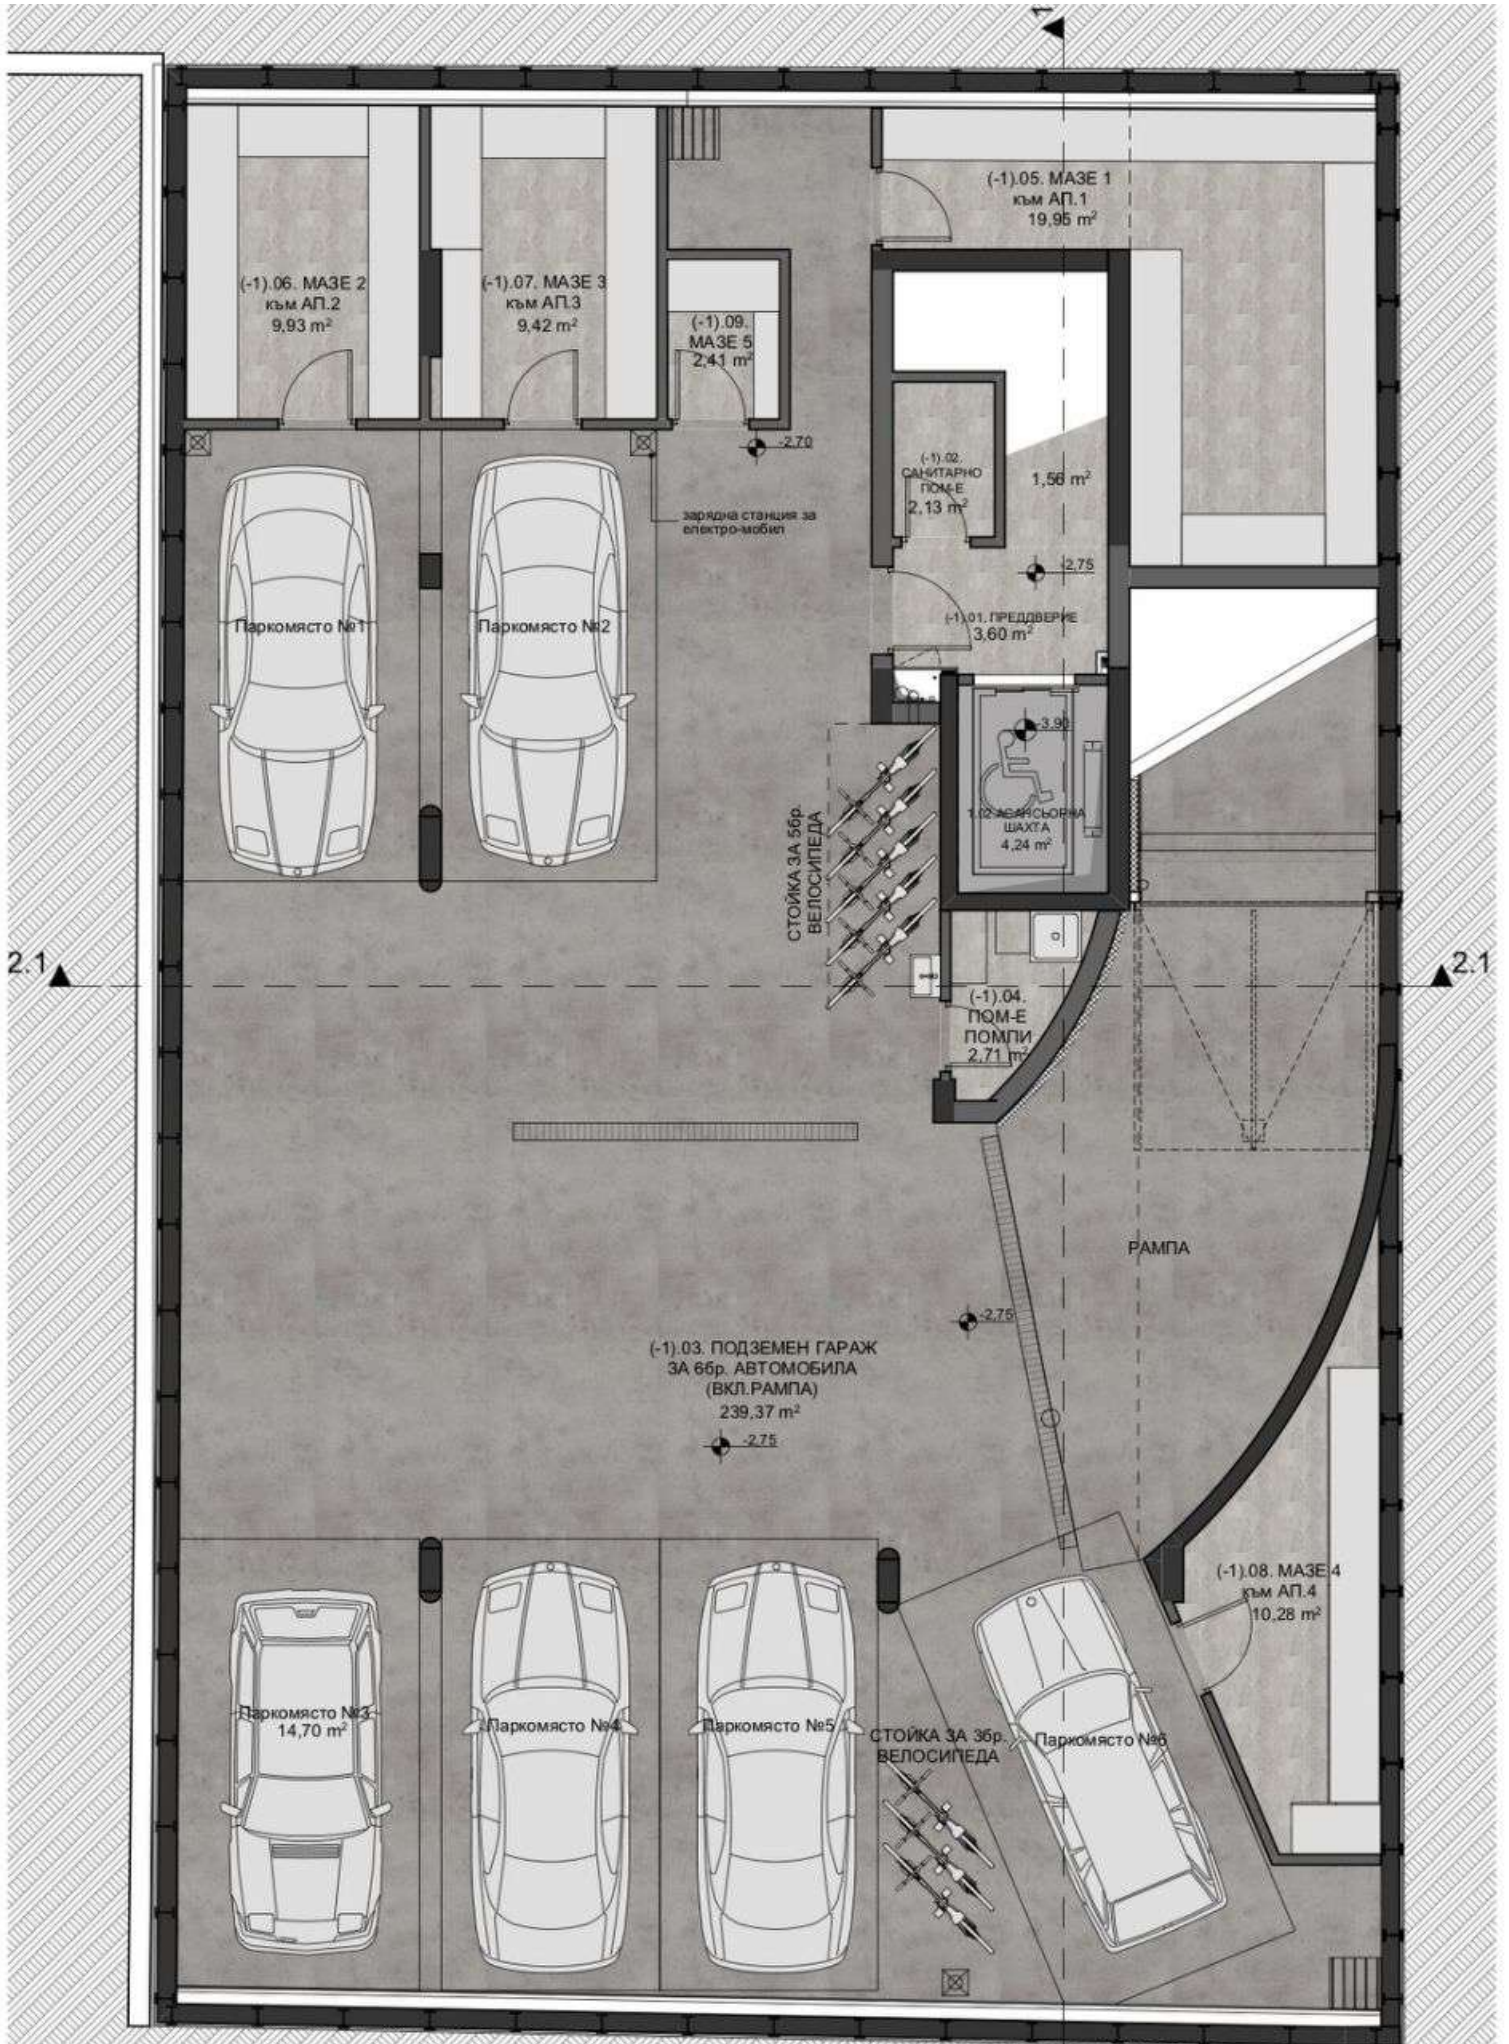 1
(-1).05. МАЗЕ 1
към АП.1
19,95 m²
(-1).06. МАЗЕ 2
към АП.2
9,93 m²
(-1).07. МАЗЕ 3
към АП.3
9,42 m²
(-1).09.
МАЗЕ 5
2,41 m²
-2,70
(-1).02.
САНИТАРНО
ПОМ-Е
2,13 m²
1,56 m²
зарядна станция за
електро-мобил
-2,75
(-1).01. ПРЕДДВЕРИЕ
3,60 m²
Паркомясто №1
Паркомясто №2
-3,90
1.02 АСАНСЬОРНА
ШАХТА
4,24 m²
СТОЙКА ЗА 5бр.
ВЕЛОСИПЕДА
2.1
2.1
(-1).04.
ПОМ-Е
ПОМПИ
2,71 m²
РАМПА
-2,75
(-1).03. ПОДЗЕМЕН ГАРАЖ
ЗА 6бр. АВТОМОБИЛА
(ВКЛ.РАМПА)
239,37 m²
-2,75
(-1).08. МАЗЕ 4
към АП.4
10,28 m²
Паркомясто №3
14,70 m²
Паркомясто №4
Паркомясто №5
СТОЙКА ЗА 3бр.
ВЕЛОСИПЕДА
Паркомясто №6